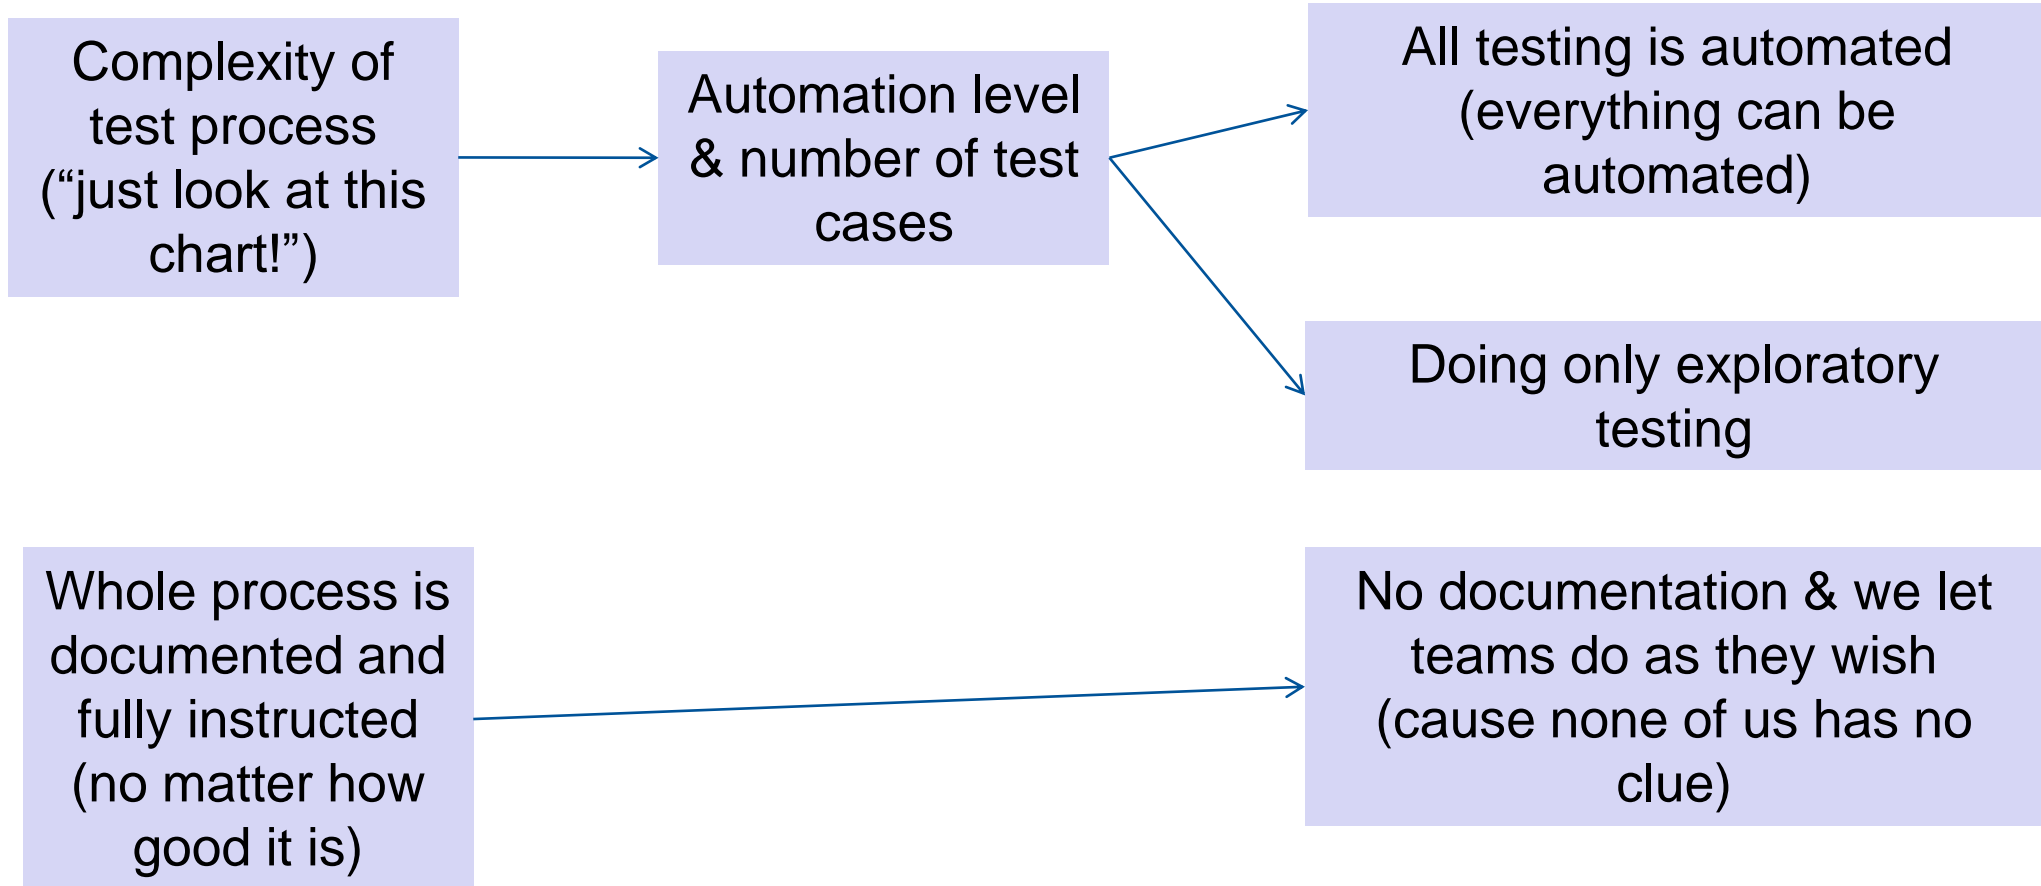 Complexity of
test process
(“just look at this
chart!”)
Automation level
& number of test
cases
All testing is automated
(everything can be
automated)
Doing only exploratory
testing
Whole process is
documented and
fully instructed
(no matter how
good it is)
No documentation & we let
teams do as they wish
(cause none of us has no
clue)